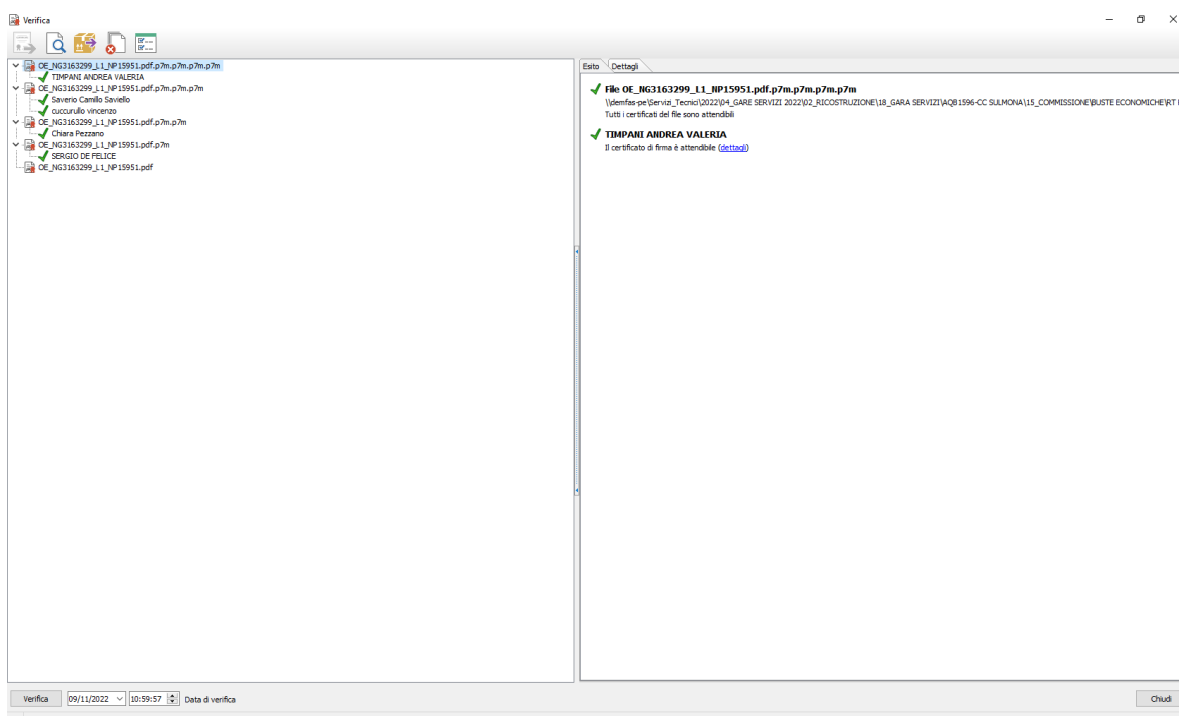 Verifica
OE_NG3163299_L1_NP15951.pdf.p7m.p7m.p7m.p7m
TIMPANI ANDREA VALERIA
OE_NG3163299_L1_NP15951.pdf.p7m.p7m.p7m
Saverio Camillo Saviello
cuccurullo vincenzo
OE_NG3163299_L1_NP15951.pdf.p7m.p7m
Chiara Pezzano
OE_NG3163299_L1_NP15951.pdf.p7m
SERGIO DE FELICE
OE_NG3163299_L1_NP15951.pdf
Esito Dettagli
File OE_NG3163299_L1_NP15951.pdf.p7m.p7m.p7m.p7m
\\demfas-pe\Servizi_Tecnici\2022\04_GARE SERVIZI 2022\02_RICOSTRUZIONE\18_GARA SERVIZI\AQB1596-CC SULMONA\15_COMMISSIONE\BUSTE ECONOMICHE\RT
Tutti i certificati del file sono attendibili
TIMPANI ANDREA VALERIA
Il certificato di firma è attendibile (dettagli)
Verifica 09/11/2022 10:59:57 Data di verifica Chiudi